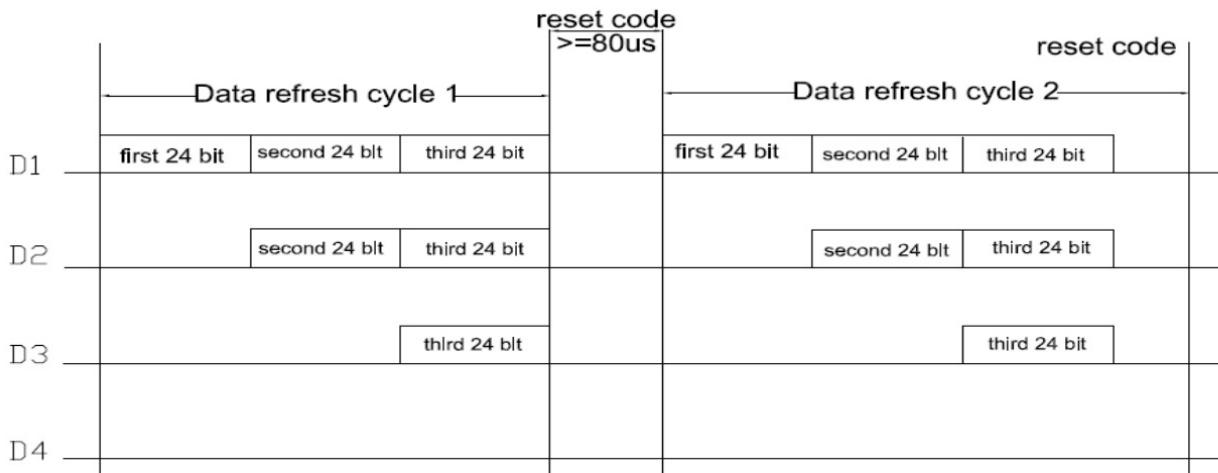 reset code
>=80us
reset code
Data refresh cycle 1
Data refresh cycle 2
D1 first 24 bit second 24 blt third 24 bit first 24 bit second 24 blt third 24 bit
D2 second 24 blt third 24 bit second 24 blt third 24 bit
D3 thlrd 24 blt third 24 bit
D4